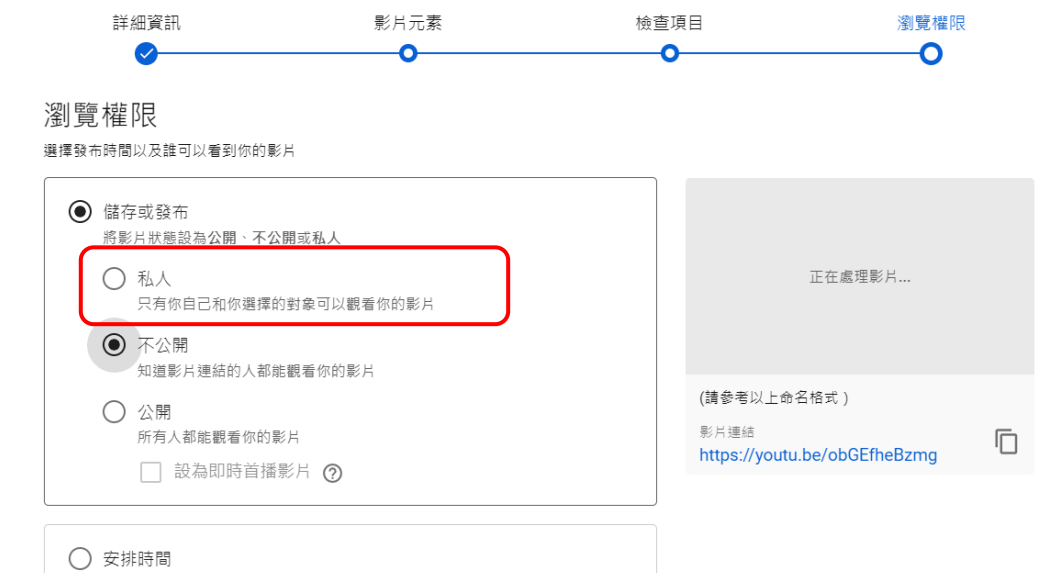 詳細資訊
影片元素
檢查項目
瀏覽權限
瀏覽權限
選擇發布時間以及誰可以看到你的影片
儲存或發布
將影片狀態設為公開、不公開或私人
私人
只有你自己和你選擇的對象可以觀看你的影片
不公開
知道影片連結的人都能觀看你的影片
公開
所有人都能觀看你的影片
設為即時首播影片
安排時間
正在處理影片...
(請參考以上命名格式)
影片連結
https://youtu.be/obGEfheBzmg